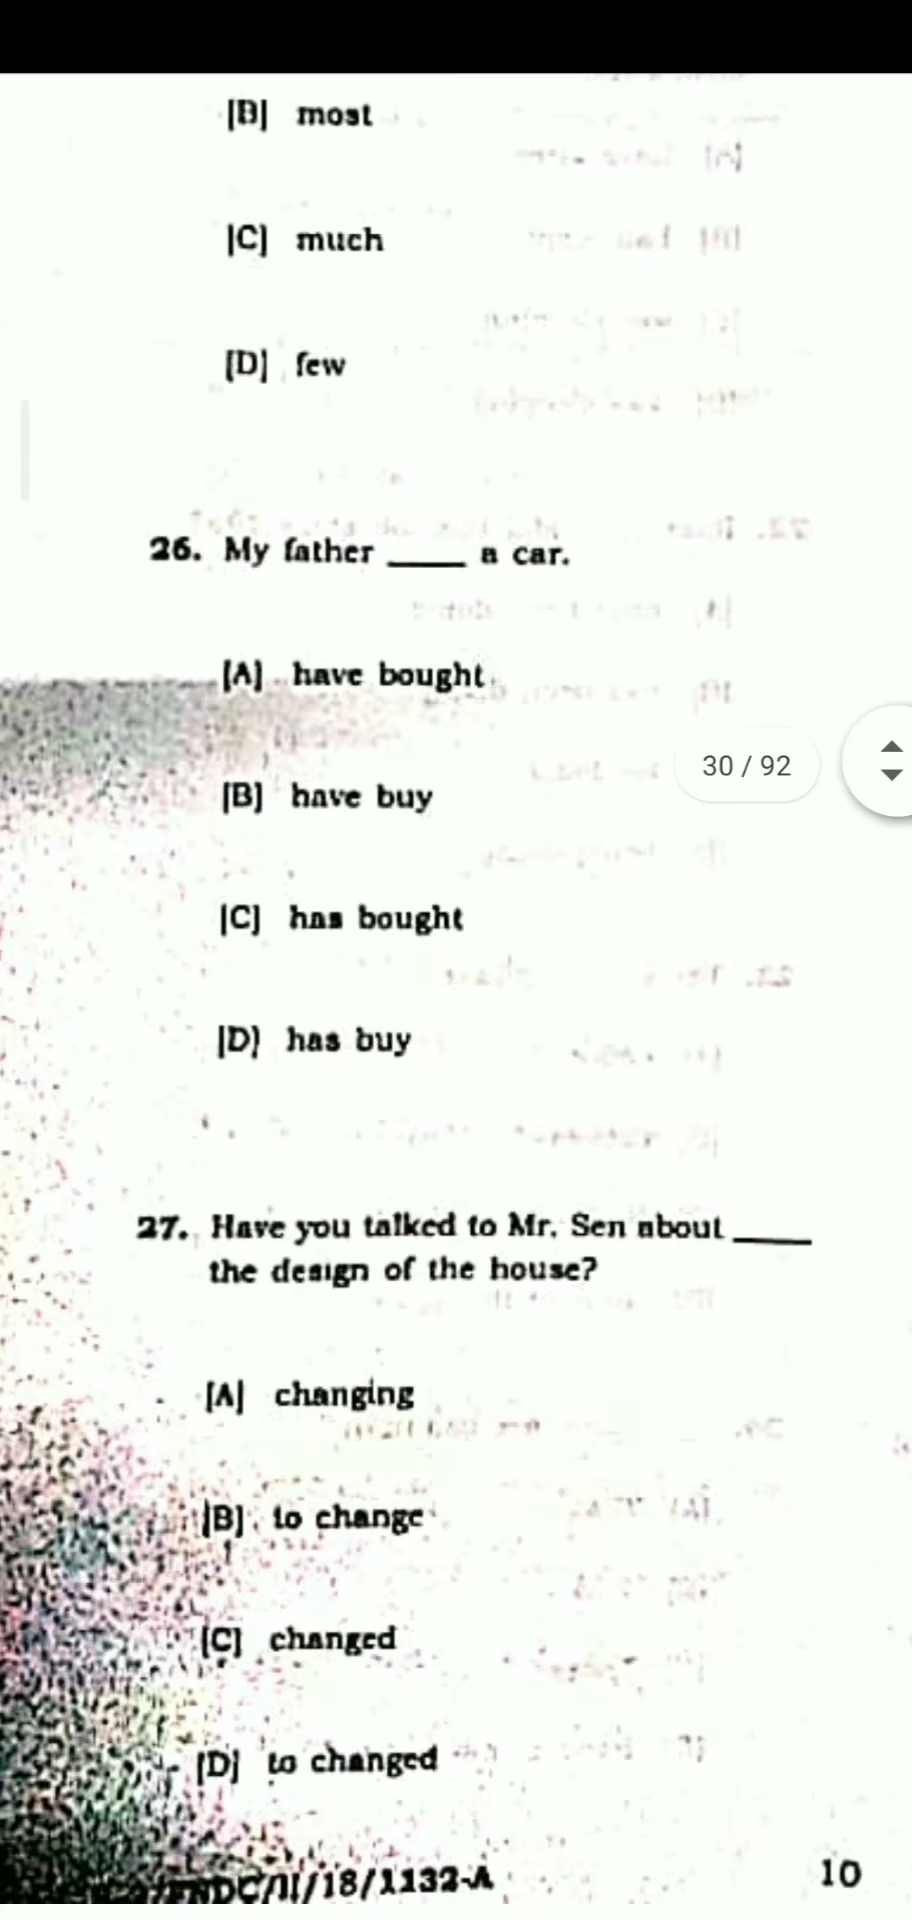 [B] most
[C] much
[D] few
26. My father ____ a car.
[A] have bought
30 / 92
[B] have buy
[C] has bought
[D] has buy
27. Have you talked to Mr. Sen about ____
the design of the house?
[A] changing
[B] to change
[C] changed
[D] to changed
/18/1132-A
10